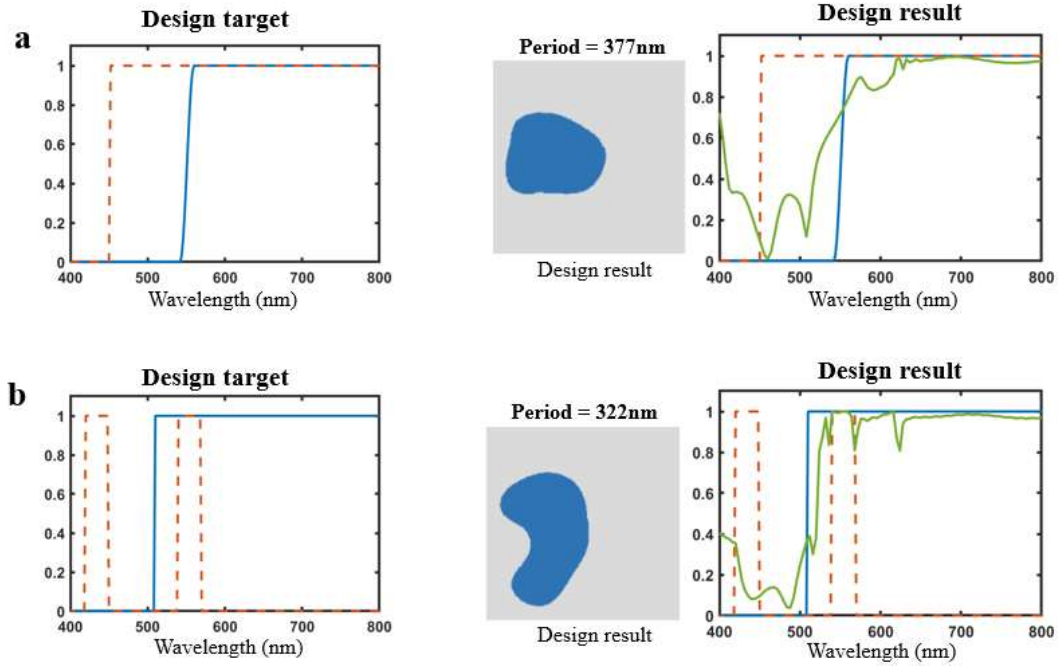 a
Design target
1
0.8
0.6
0.4
0.2
0
400 500 600 700 800
Wavelength (nm)
Period = 377nm
Design result
Design result
1
0.8
0.6
0.4
0.2
0
400 500 600 700 800
Wavelength (nm)
b
Design target
1
0.8
0.6
0.4
0.2
0
400 500 600 700 800
Wavelength (nm)
Period = 322nm
Design result
Design result
1
0.8
0.6
0.4
0.2
0
400 500 600 700 800
Wavelength (nm)